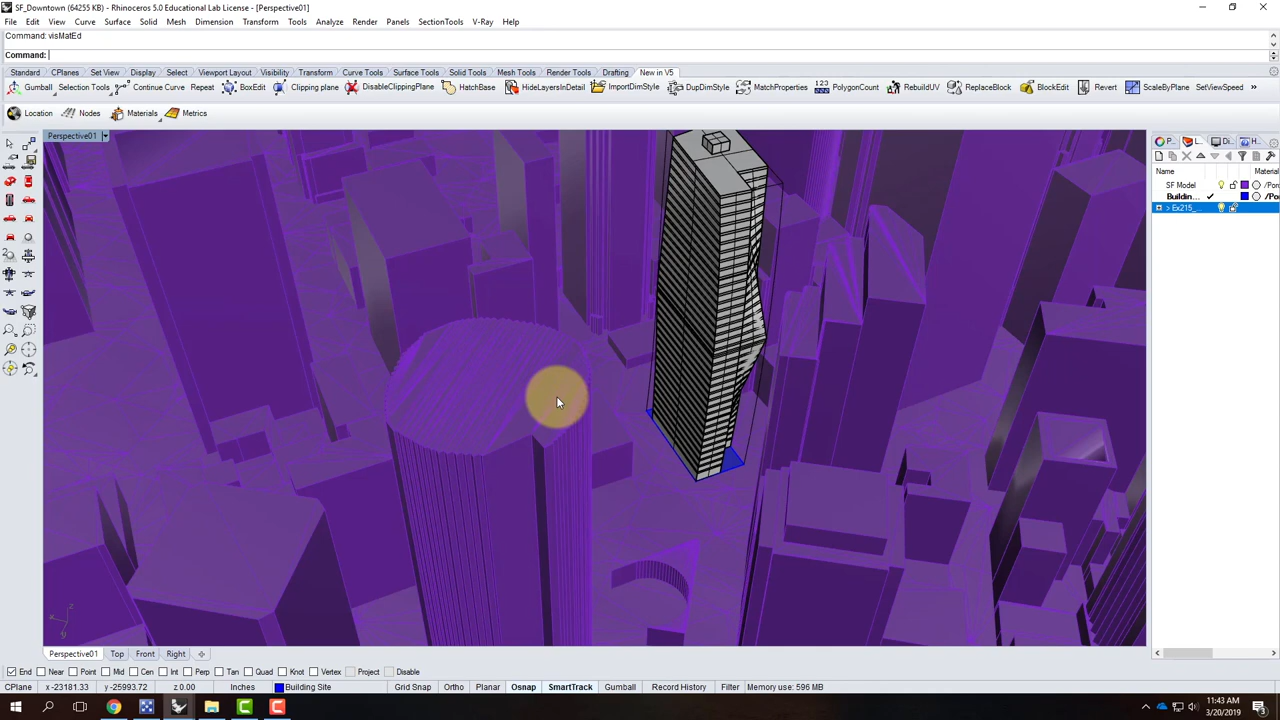 SF_Downtown (64255 KB) - Rhinoceros 5.0 Educational Lab License - [Perspective01]
File Edit View Curve Surface Solid Mesh Dimension Transform Tools Analyze Render Panels SectionTools V-Ray Help
Command: visMatEd
Command:
Standard CPlanes Set View Display Select Viewport Layout Visibility Transform Curve Tools Surface Tools Solid Tools Mesh Tools Render Tools Drafting New in V5
Gumball Selection Tools Continue Curve Repeat BoxEdit Clipping plane DisableClippingPlane HatchBase HideLayersInDetail ImportDimStyle DupDimStyle MatchProperties PolygonCount RebuildUV ReplaceBlock BlockEdit Revert ScaleByPlane SetViewSpeed »
Location Nodes Materials Metrics
Perspective01
P... L... Di... H...
Name Material
SF Model /Por
Buildin... /Poi
Ex215_...
z
x
y
Perspective01 Top Front Right
End Near Point Mid Cen Int Perp Tan Quad Knot Vertex Project Disable
CPlane x -23181.33 y -25993.72 z 0.00 Inches Building Site Grid Snap Ortho Planar Osnap SmartTrack Gumball Record History Filter Memory use: 596 MB
11:43 AM
3/20/2019